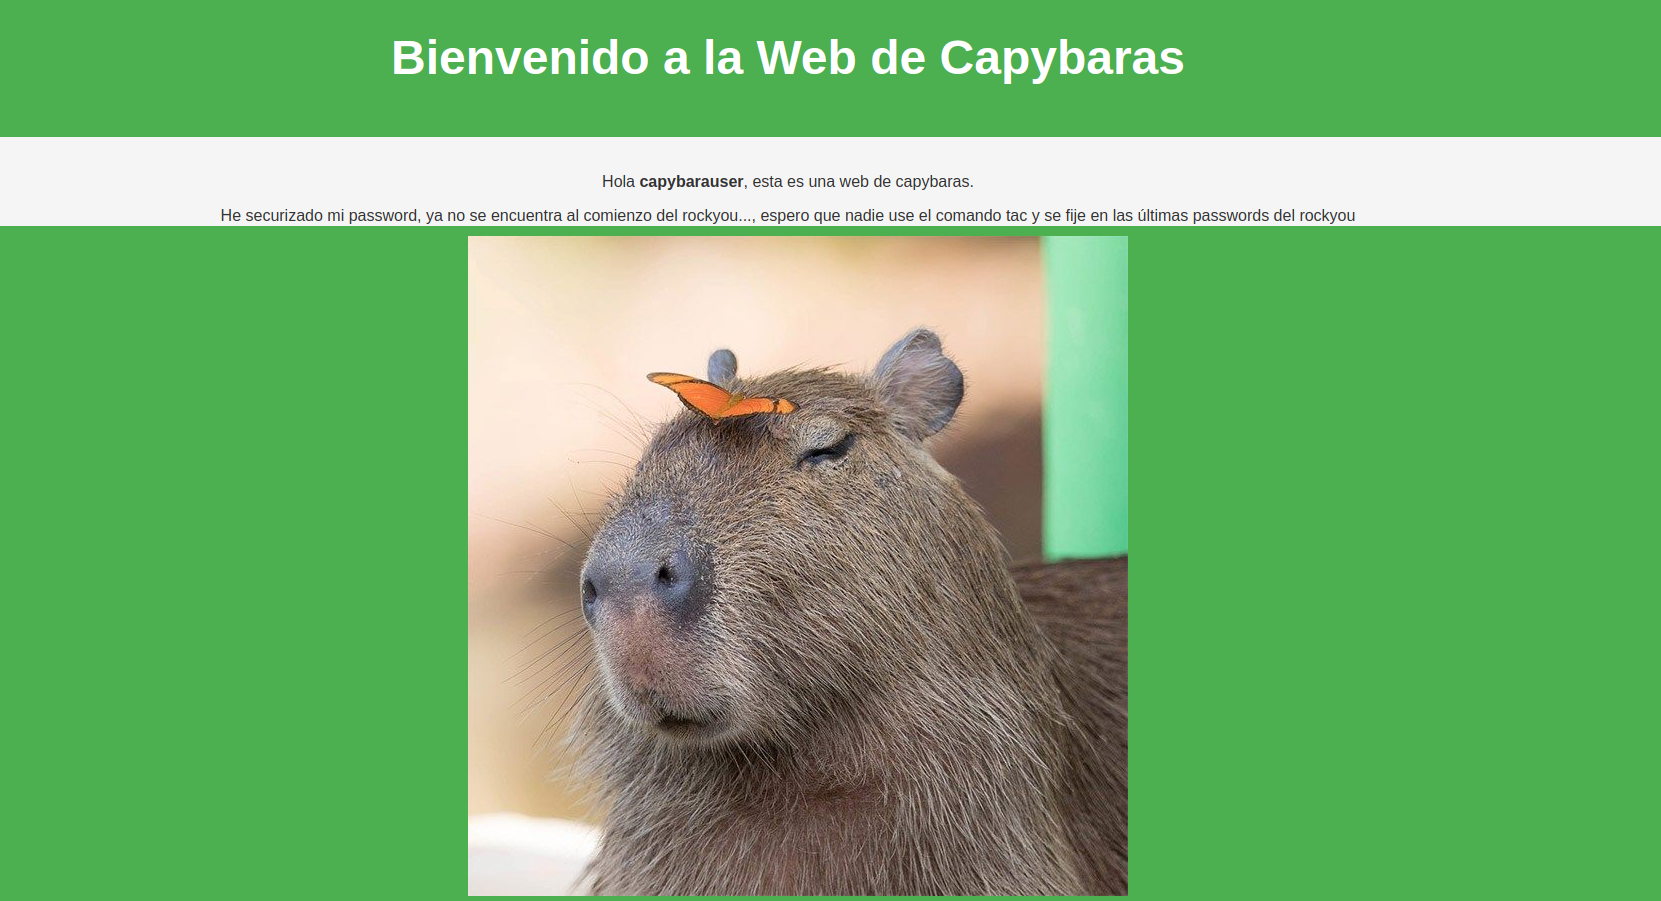 Bienvenido a la Web de Capybaras
Hola capybarauser, esta es una web de capybaras.
He securizado mi password, ya no se encuentra al comienzo del rockyou..., espero que nadie use el comando tac y se fije en las últimas passwords del rockyou